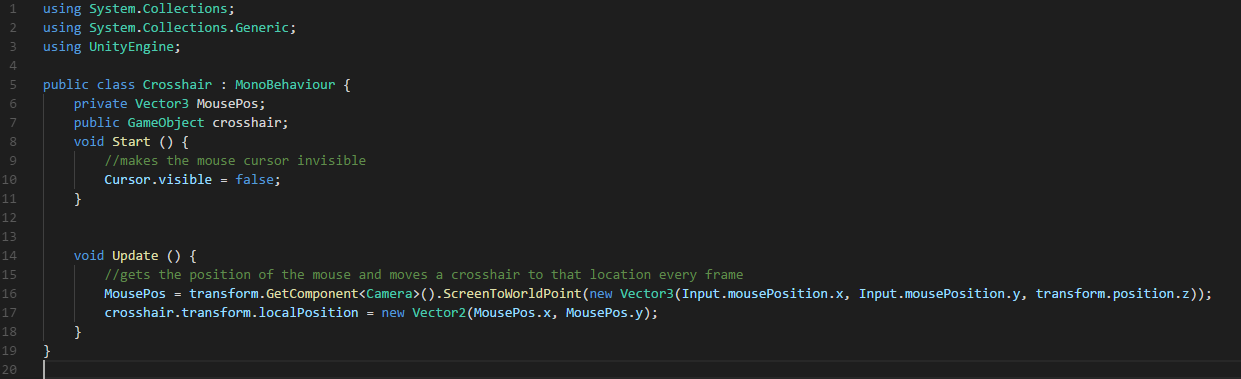 1 using System.Collections;
2 using System.Collections.Generic;
3 using UnityEngine;
4
5 public class Crosshair : MonoBehaviour {
6     private Vector3 MousePos;
7     public GameObject crosshair;
8     void Start () {
9         //makes the mouse cursor invisible
10         Cursor.visible = false;
11     }
12
13
14     void Update () {
15         //gets the position of the mouse and moves a crosshair to that location every frame
16         MousePos = transform.GetComponent<Camera>().ScreenToWorldPoint(new Vector3(Input.mousePosition.x, Input.mousePosition.y, transform.position.z));
17         crosshair.transform.localPosition = new Vector2(MousePos.x, MousePos.y);
18     }
19 }
20